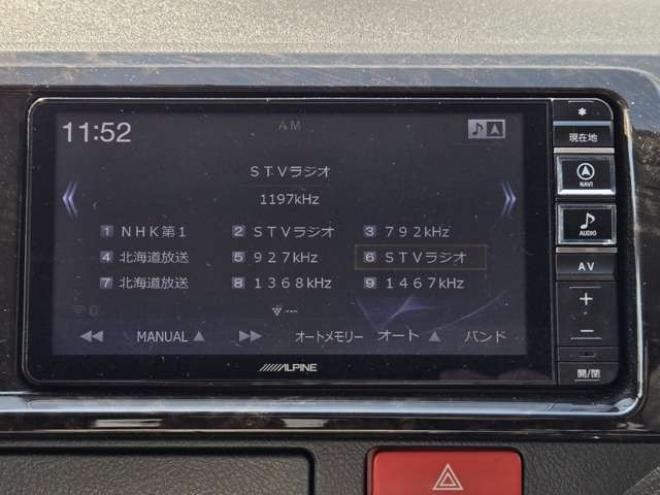 11:52
AM
STVラジオ
1197kHz
1 NHK第1 2 STVラジオ 3 792kHz
4 北海道放送 5 927kHz 6 STVラジオ
7 北海道放送 8 1368kHz 9 1467kHz
MANUAL オートメモリー オート バンド
ALPINE
現在地
NAVI
AUDIO
AV
+
−
開/閉